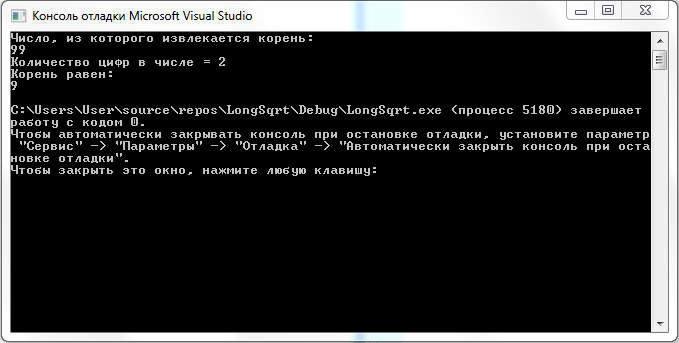 Консоль отладки Microsoft Visual Studio
Число, из которого извлекается корень:
99
Количество цифр в числе = 2
Корень равен:
9
C:\Users\User\source\repos\LongSqrt\Debug\LongSqrt.exe (процесс 5180) завершает
работу с кодом 0.
Чтобы автоматически закрывать консоль при остановке отладки, установите параметр
"Сервис" -> "Параметры" -> "Отладка" -> "Автоматически закрыть консоль при оста
новке отладки".
Чтобы закрыть это окно, нажмите любую клавишу: